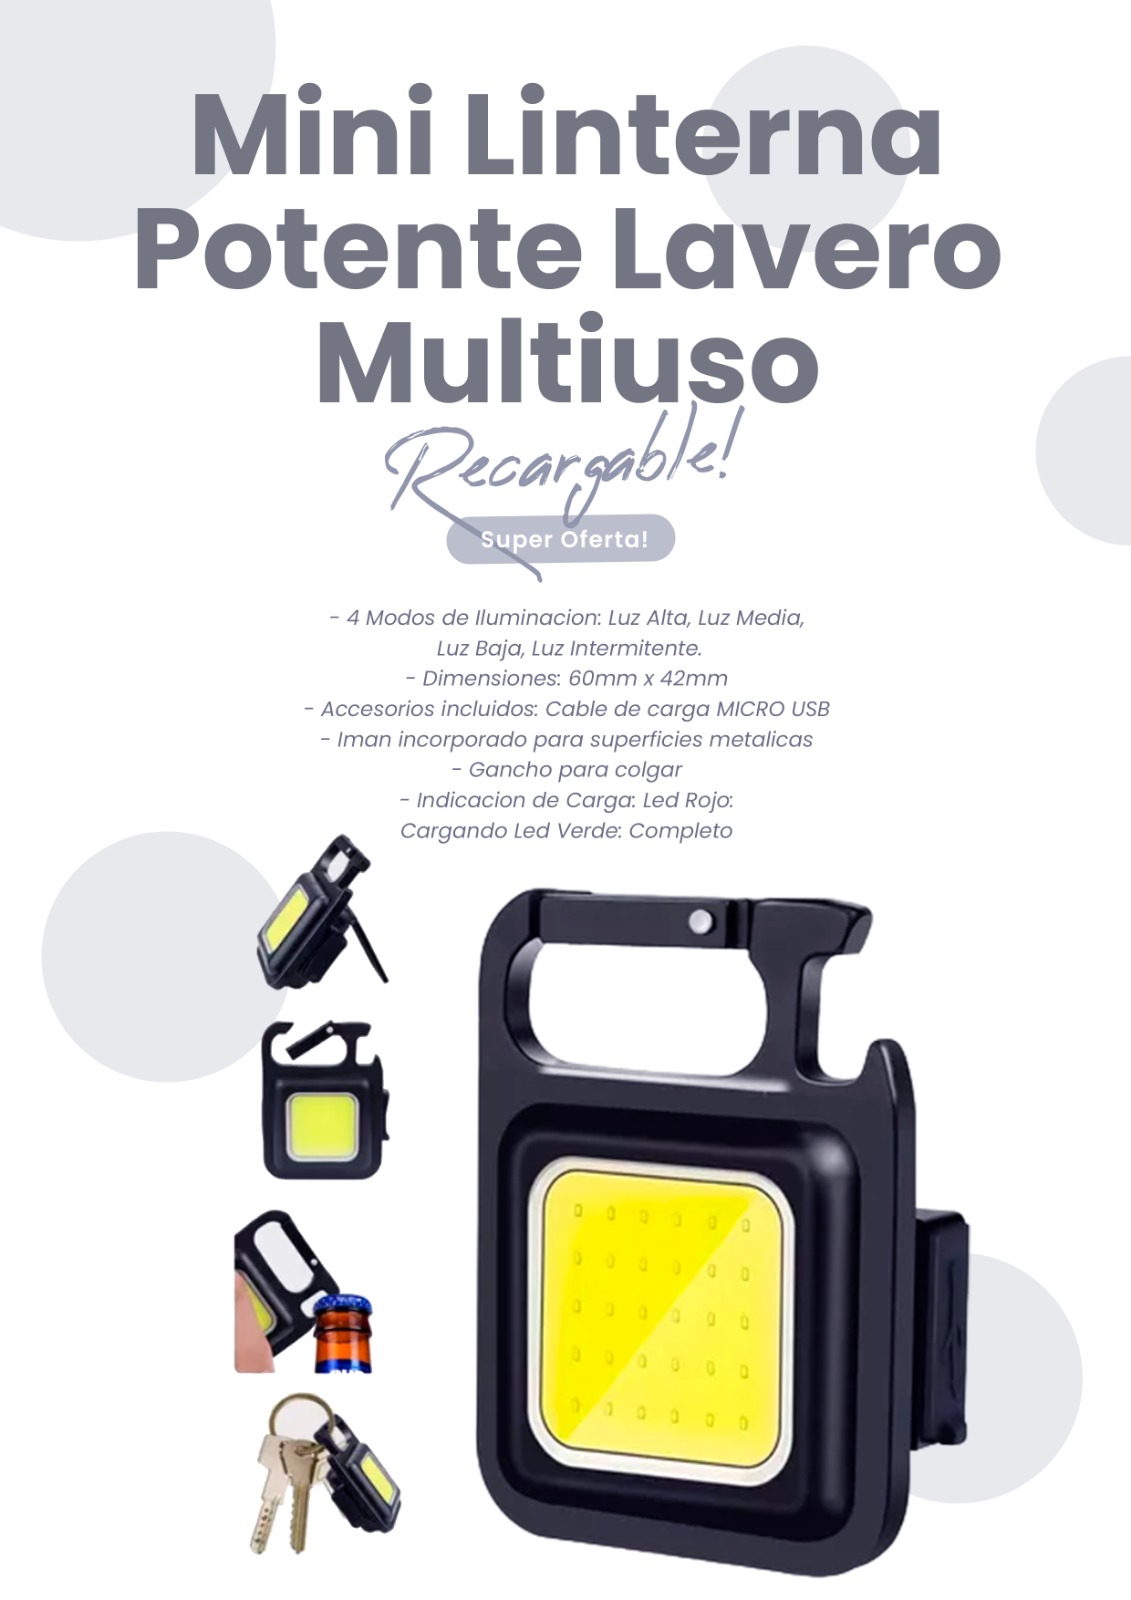 Mini Linterna
Potente Lavero
Multiuso
Recargable!
Super Oferta!
- 4 Modos de Iluminacion: Luz Alta, Luz Media,
Luz Baja, Luz Intermitente.
- Dimensiones: 60mm x 42mm
- Accesorios incluidos: Cable de carga MICRO USB
- Iman incorporado para superficies metalicas
- Gancho para colgar
- Indicacion de Carga: Led Rojo:
Cargando Led Verde: Completo